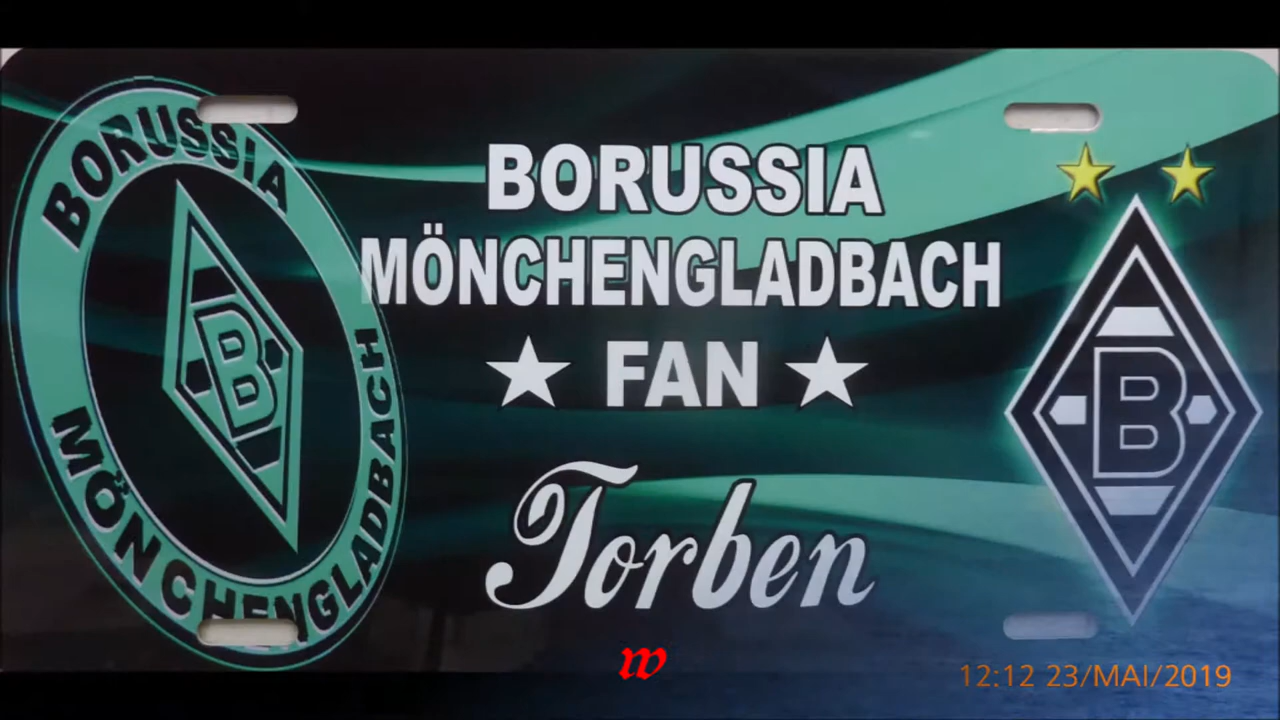 BORUSSIA
MÖNCHENGLADBACH
B
BORUSSIA
MÖNCHENGLADBACH
★ FAN ★
Torben
B
w
12:12 23/MAI/2019